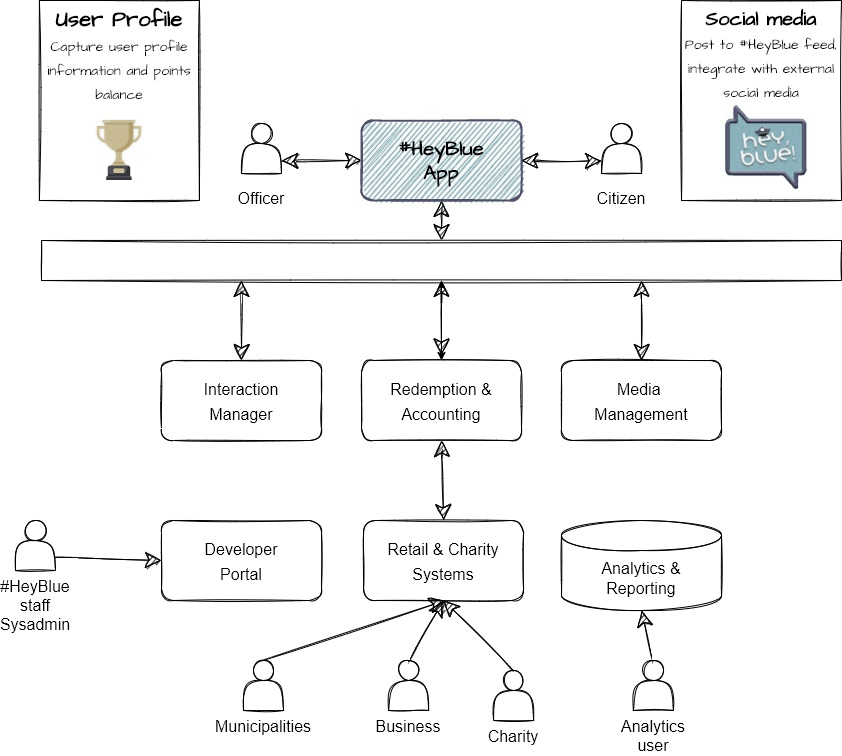 User Profile
Capture user profile
information and points
balance
Social media
Post to #HeyBlue feed,
integrate with external
social media
hey,
blue!
#HeyBlue
App
Officer
Citizen
Interaction
Manager
Redemption &
Accounting
Media
Management
Developer
Portal
Retail & Charity
Systems
Analytics &
Reporting
#HeyBlue
staff
Sysadmin
Municipalities
Business
Charity
Analytics
user